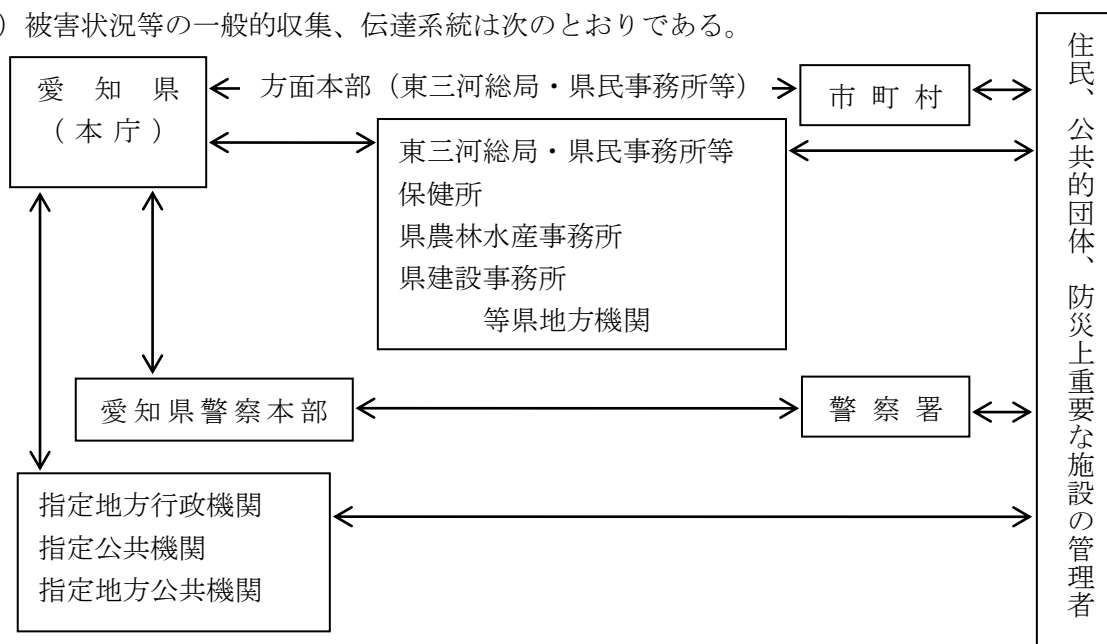 ) 被害状況等の一般的収集、伝達系統は次のとおりである。
愛知県
(本庁)
方面本部(東三河総局・県民事務所等)
市町村
東三河総局・県民事務所等
保健所
県農林水産事務所
県建設事務所
等県地方機関
愛知県警察本部
警察署
指定地方行政機関
指定公共機関
指定地方公共機関
住民、公共的団体、防災上重要な施設の管理者